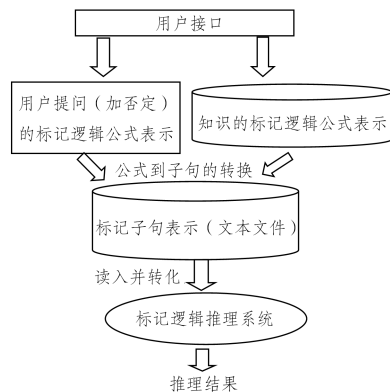 用户接口
用户提问（加否定）
的标记逻辑公式表示
知识的标记逻辑公式表示
公式到子句的转换
标记子句表示（文本文件）
读入并转化
标记逻辑推理系统
推理结果